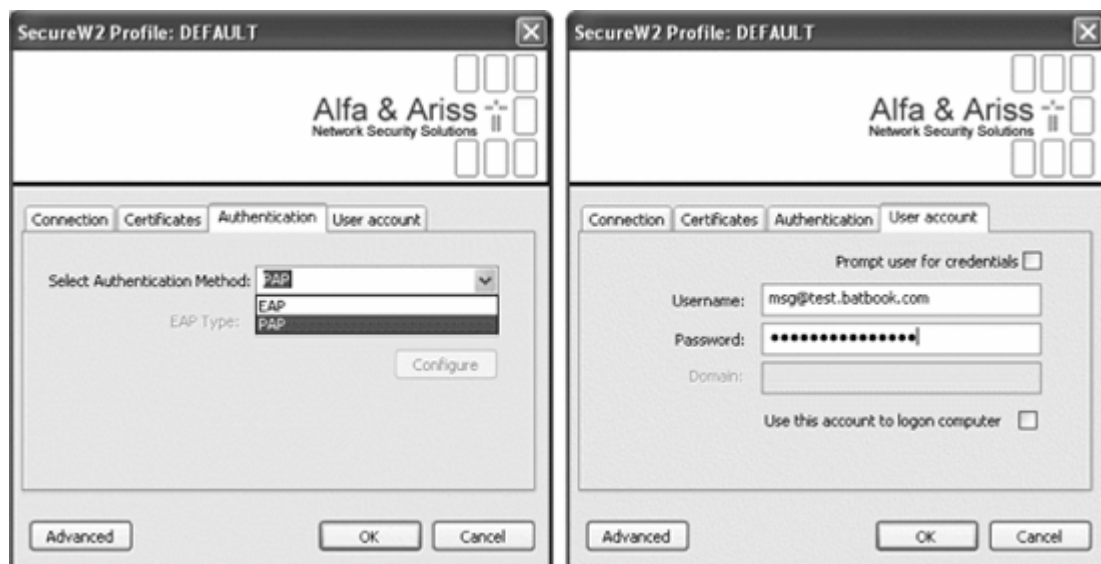 SecureW2 Profile: DEFAULT
Alfa & Ariss
Network Security Solutions
Connection Certificates Authentication User account
Select Authentication Method: PAP
EAP
PAP
EAP Type:
Configure
Advanced OK Cancel
SecureW2 Profile: DEFAULT
Alfa & Ariss
Network Security Solutions
Connection Certificates Authentication User account
Prompt user for credentials
Username: msg@test.batbook.com
Password: ●●●●●●●●●●●●●●●
Domain:
Use this account to logon computer
Advanced OK Cancel